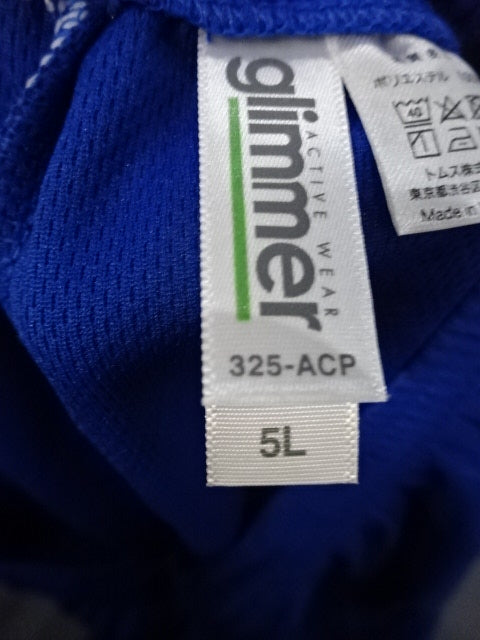 glimmer
ACTIVE WEAR
325-ACP
5L
ポリエステル
40
トムス株式
東京都渋谷区
Made in